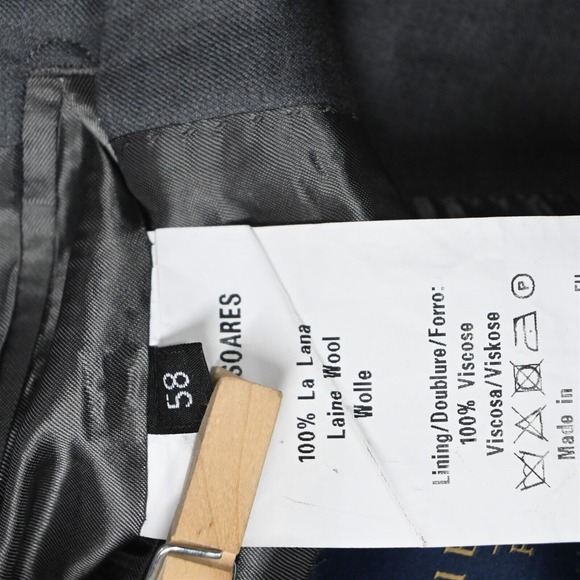 SOARES
58
100% La Lana
Laine Wool
Wolle
Lining/Doublure/Forro:
100% Viscose
Viscosa/Viskose
P
Made in